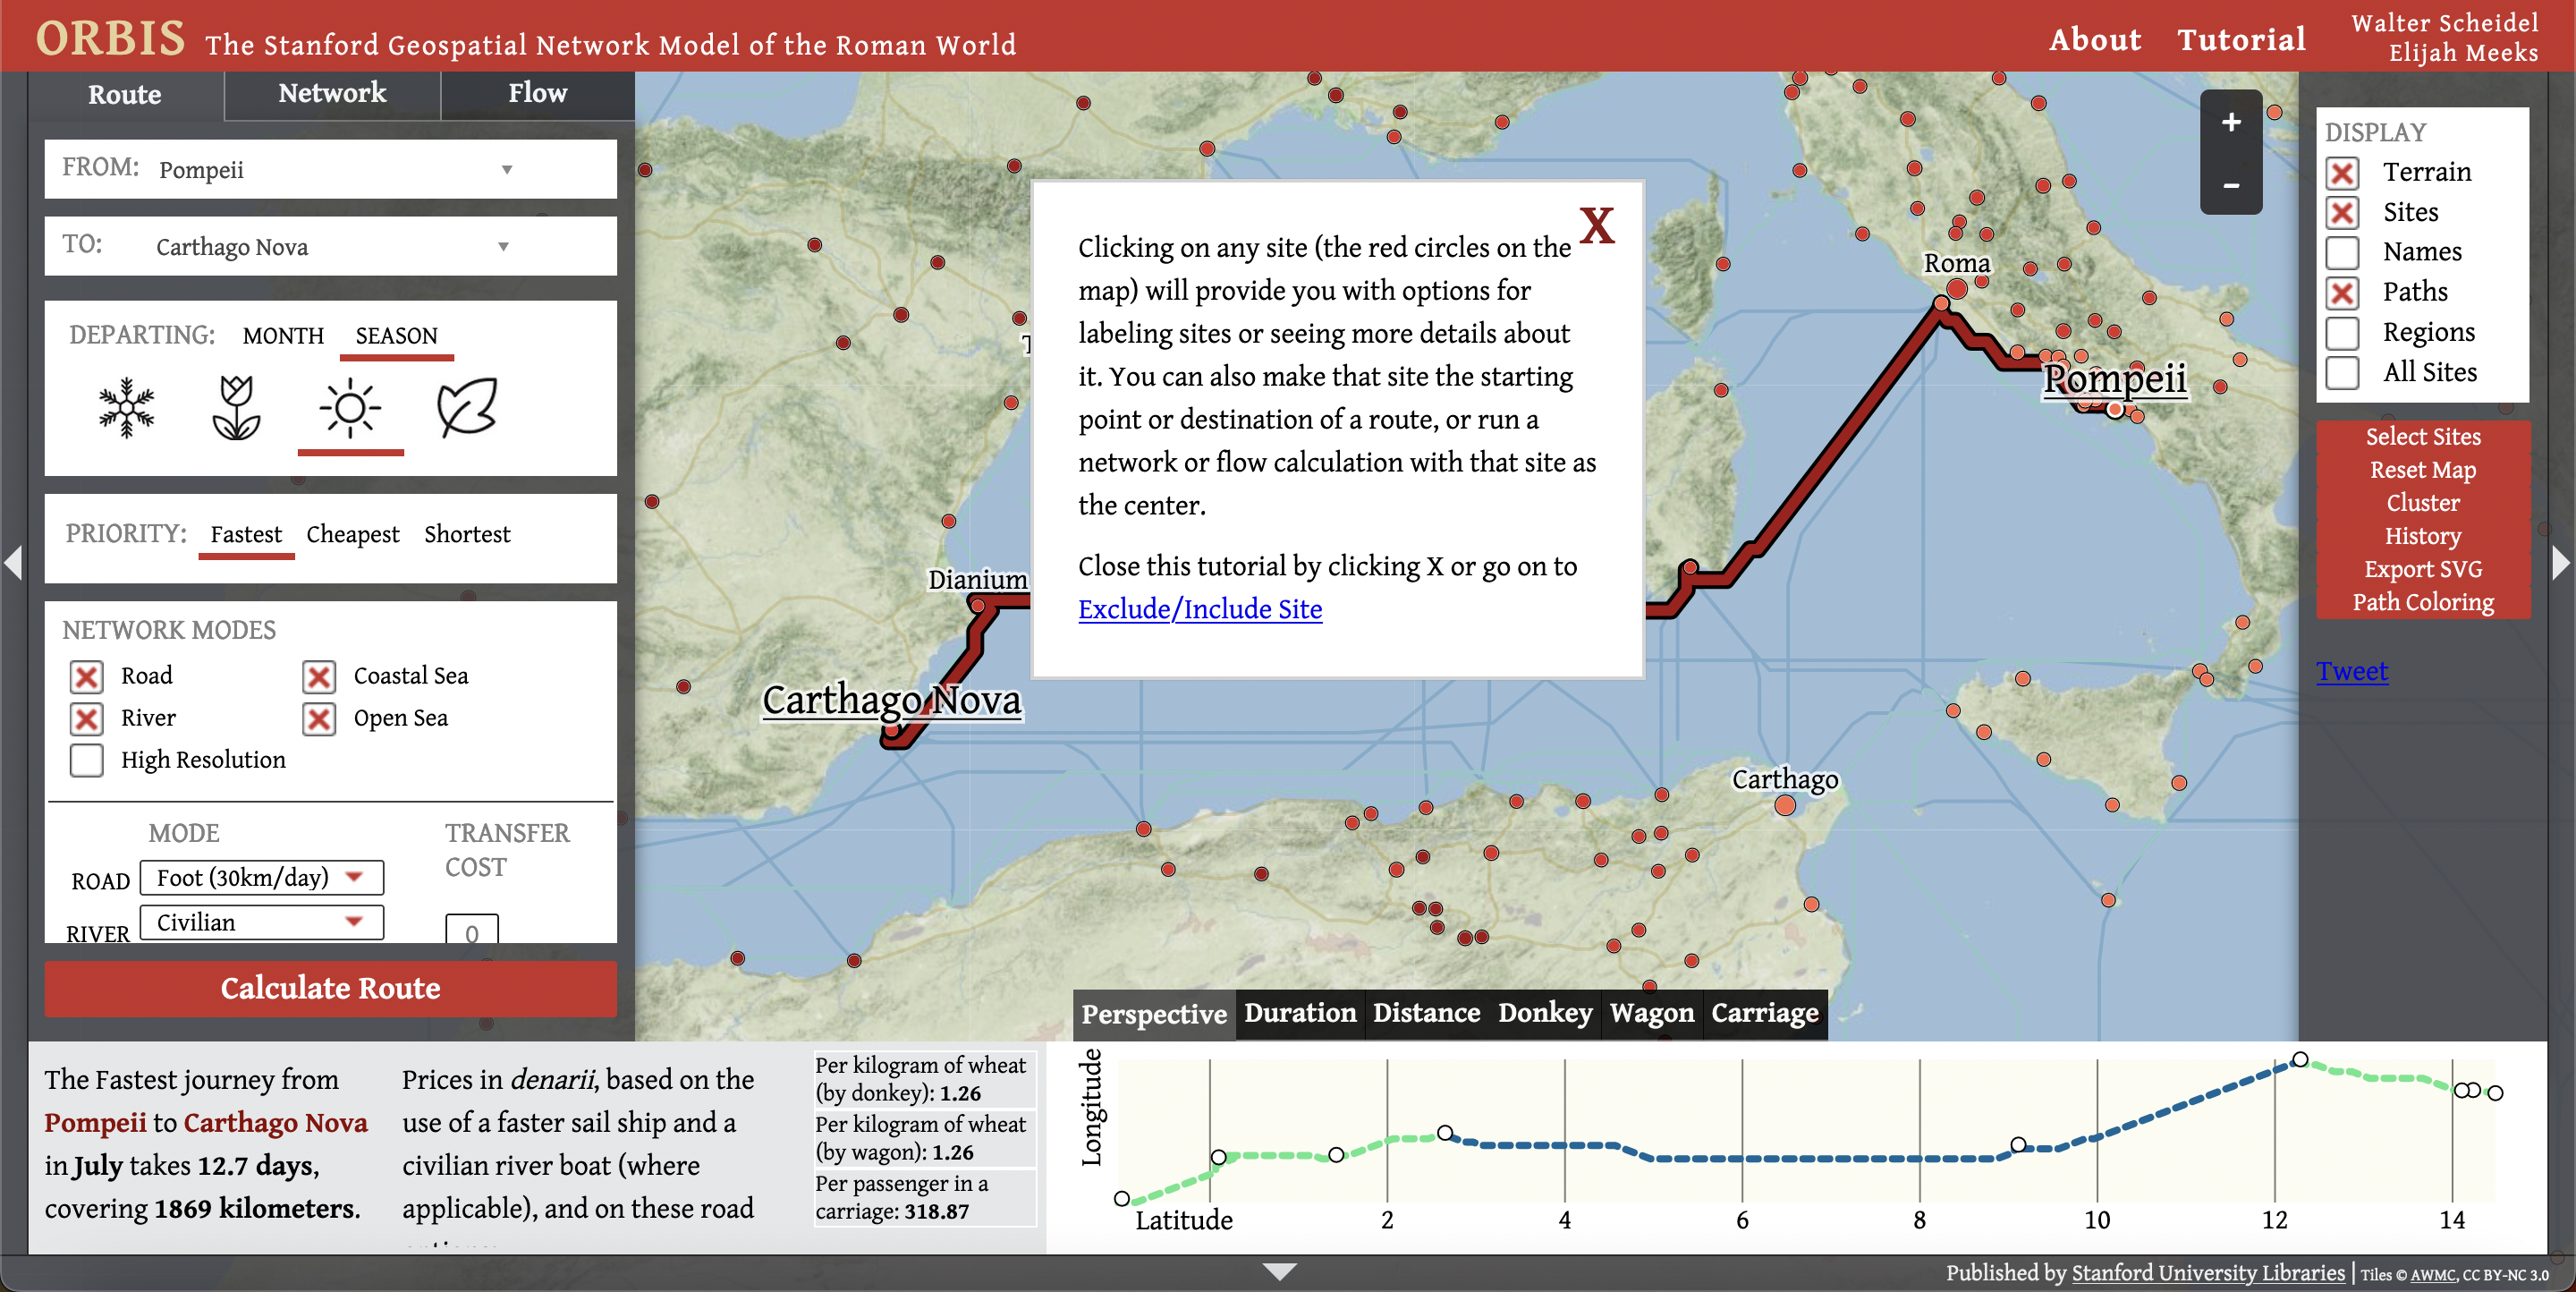 ORBIS The Stanford Geospatial Network Model of the Roman World
About Tutorial
Walter Scheidel
Elijah Meeks
Route Network Flow
FROM: Pompeii
TO: Carthago Nova
DEPARTING: MONTH SEASON
PRIORITY: Fastest Cheapest Shortest
NETWORK MODES
Road Coastal Sea
River Open Sea
High Resolution
MODE TRANSFER
COST
ROAD Foot (30km/day)
RIVER Civilian 0
Calculate Route
Roma
Pompeii
Dianium
Carthago Nova
Carthago
X
Clicking on any site (the red circles on the
map) will provide you with options for
labeling sites or seeing more details about
it. You can also make that site the starting
point or destination of a route, or run a
network or flow calculation with that site as
the center.
Close this tutorial by clicking X or go on to
Exclude/Include Site
+
−
DISPLAY
Terrain
Sites
Names
Paths
Regions
All Sites
Select Sites
Reset Map
Cluster
History
Export SVG
Path Coloring
Tweet
Perspective Duration Distance Donkey Wagon Carriage
The Fastest journey from
Pompeii to Carthago Nova
in July takes 12.7 days,
covering 1869 kilometers.
Prices in denarii, based on the
use of a faster sail ship and a
civilian river boat (where
applicable), and on these road
Per kilogram of wheat
(by donkey): 1.26
Per kilogram of wheat
(by wagon): 1.26
Per passenger in a
carriage: 318.87
Longitude
Latitude 2 4 6 8 10 12 14
Published by Stanford University Libraries | Tiles © AWMC, CC BY-NC 3.0